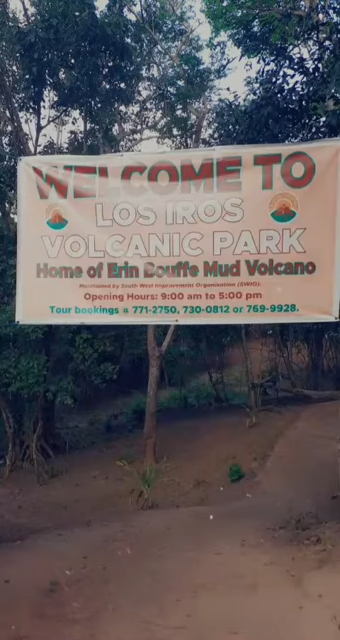 WELCOME TO
LOS IROS
VOLCANIC PARK
Home of Erin Bouffe Mud Volcano
Maintained by South West Improvement Organization (SWIO).
Opening Hours: 9:00 am to 5:00 pm
Tour bookings # 771-2750, 730-0812 or 769-9928.